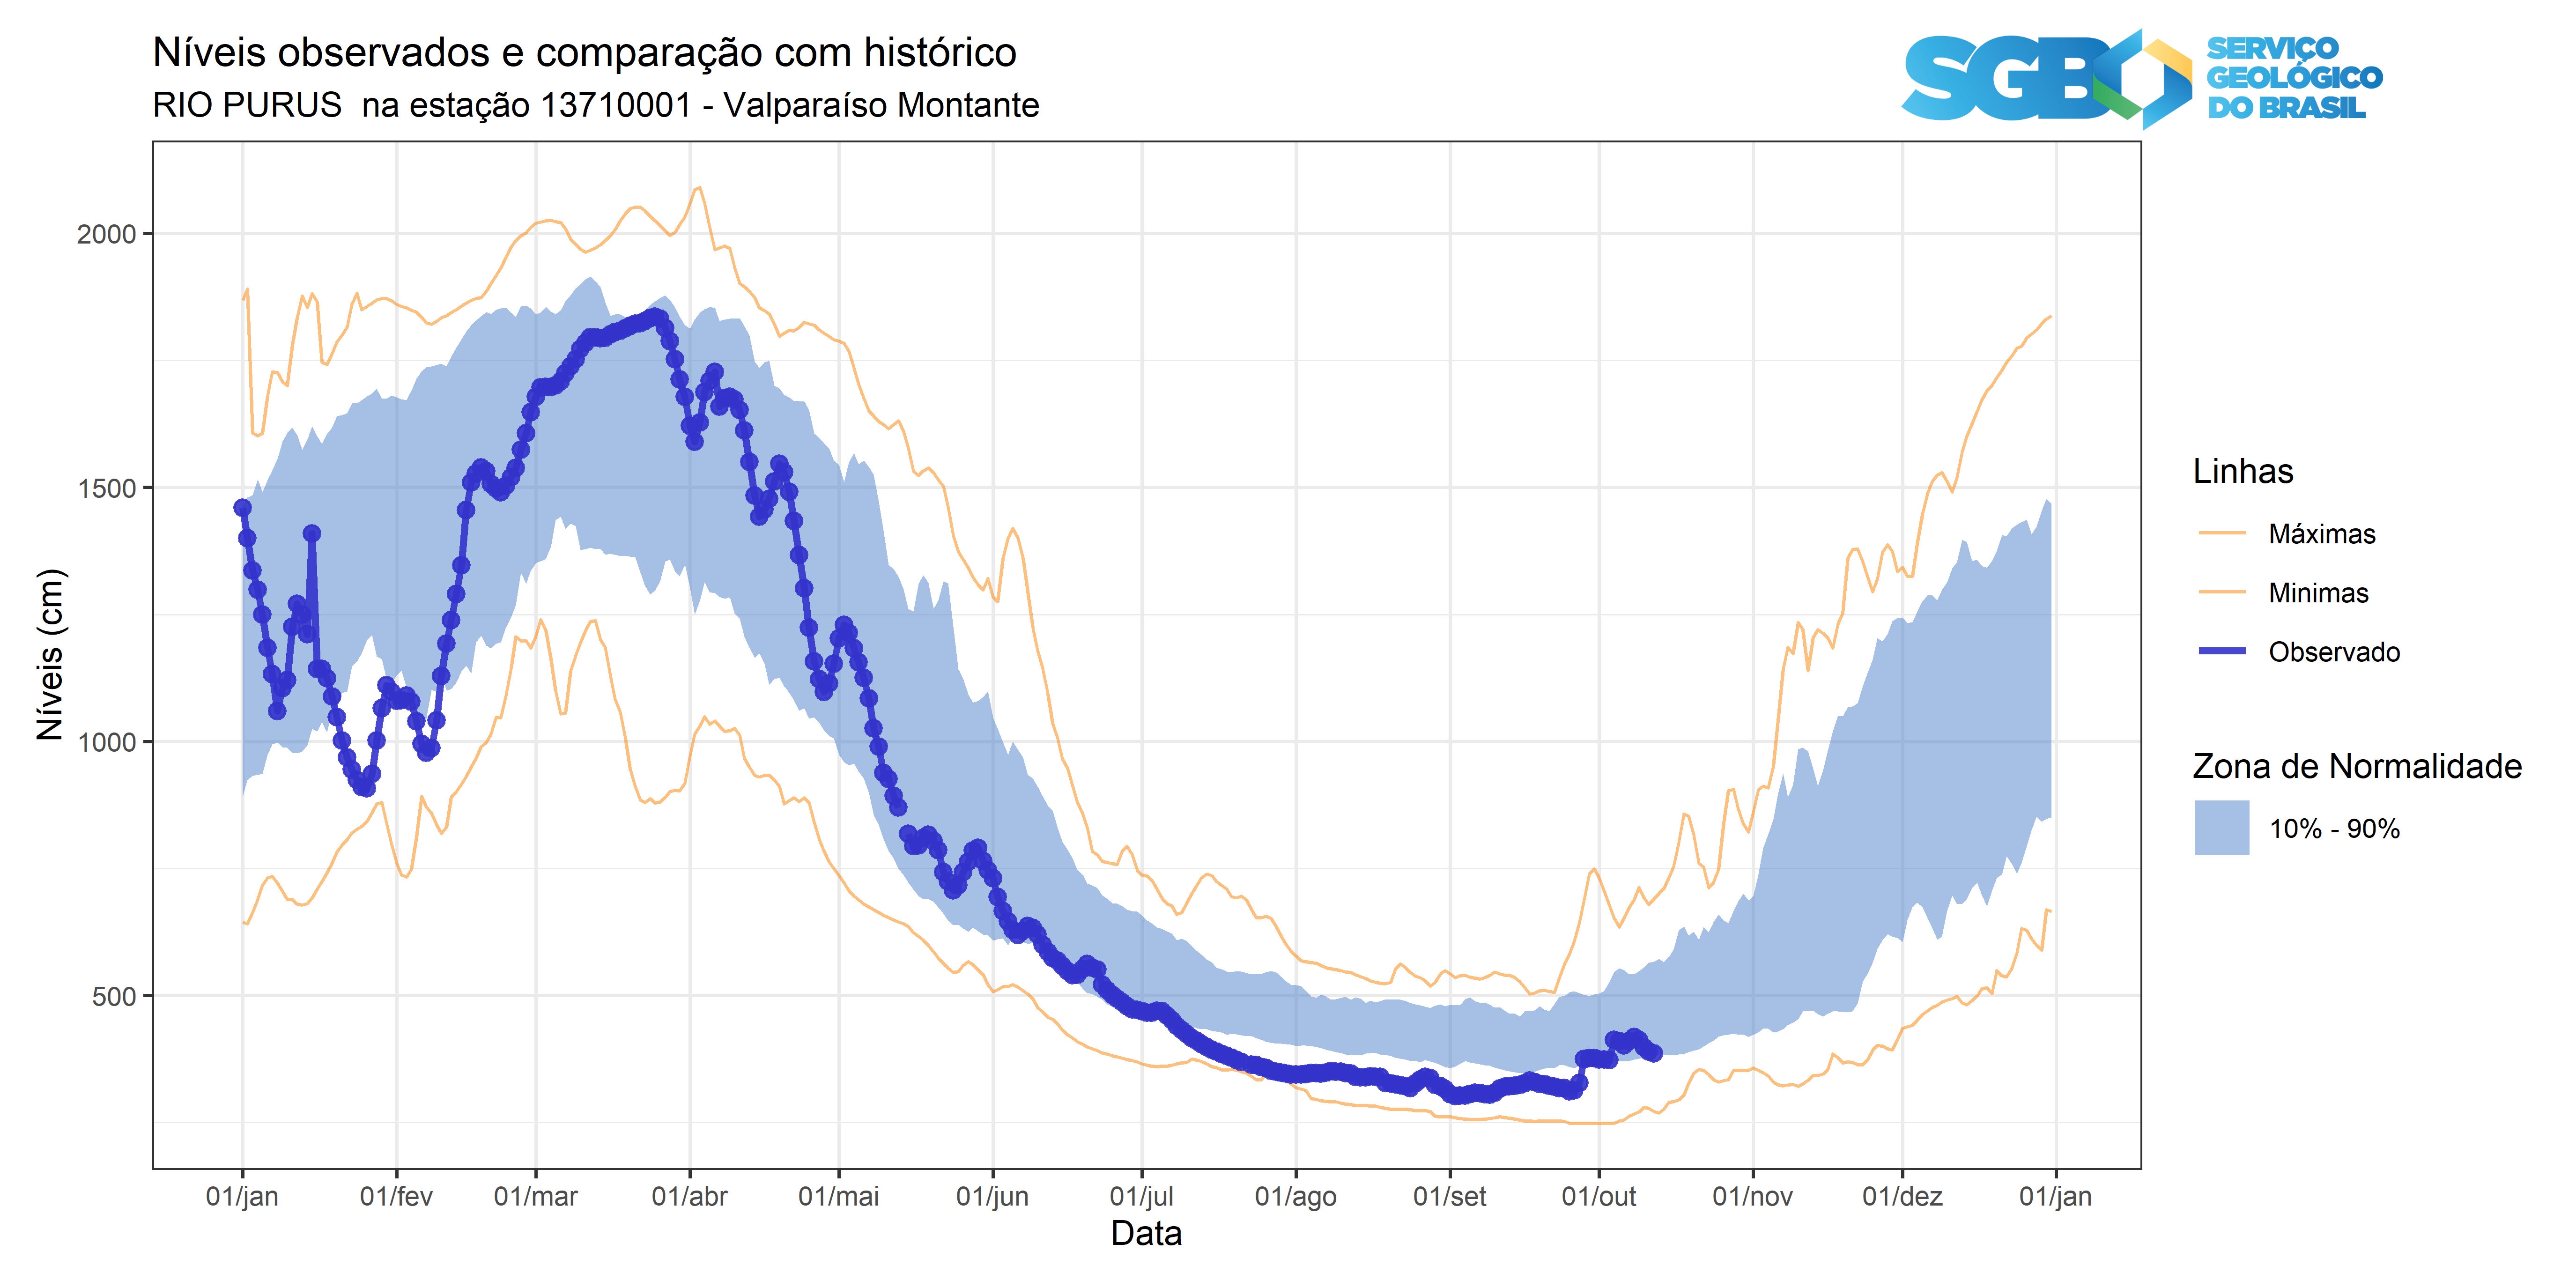 Níveis observados e comparação com histórico
RIO PURUS  na estação 13710001 - Valparaíso Montante
SGB
SERVIÇO
GEOLÓGICO
DO BRASIL
Níveis (cm)
2000
1500
1000
500
01/jan
01/fev
01/mar
01/abr
01/mai
01/jun
01/jul
01/ago
01/set
01/out
01/nov
01/dez
01/jan
Data
Linhas
Máximas
Minimas
Observado
Zona de Normalidade
10% - 90%